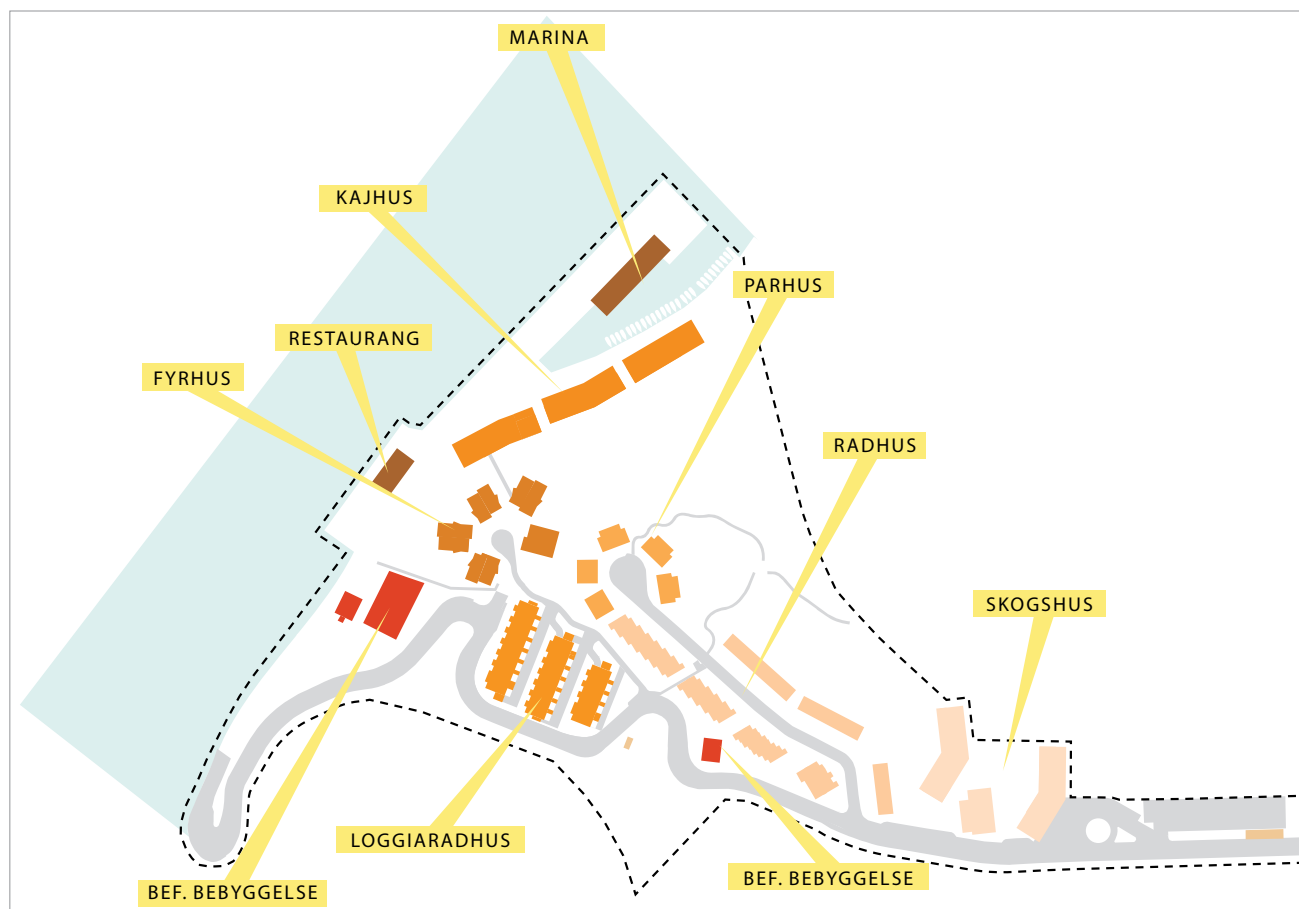 MARINA
KAJHUS
PARHUS
RESTAURANG
FYRHUS
RADHUS
SKOGSHUS
LOGGIARADHUS
BEF. BEBYGGELSE
BEF. BEBYGGELSE